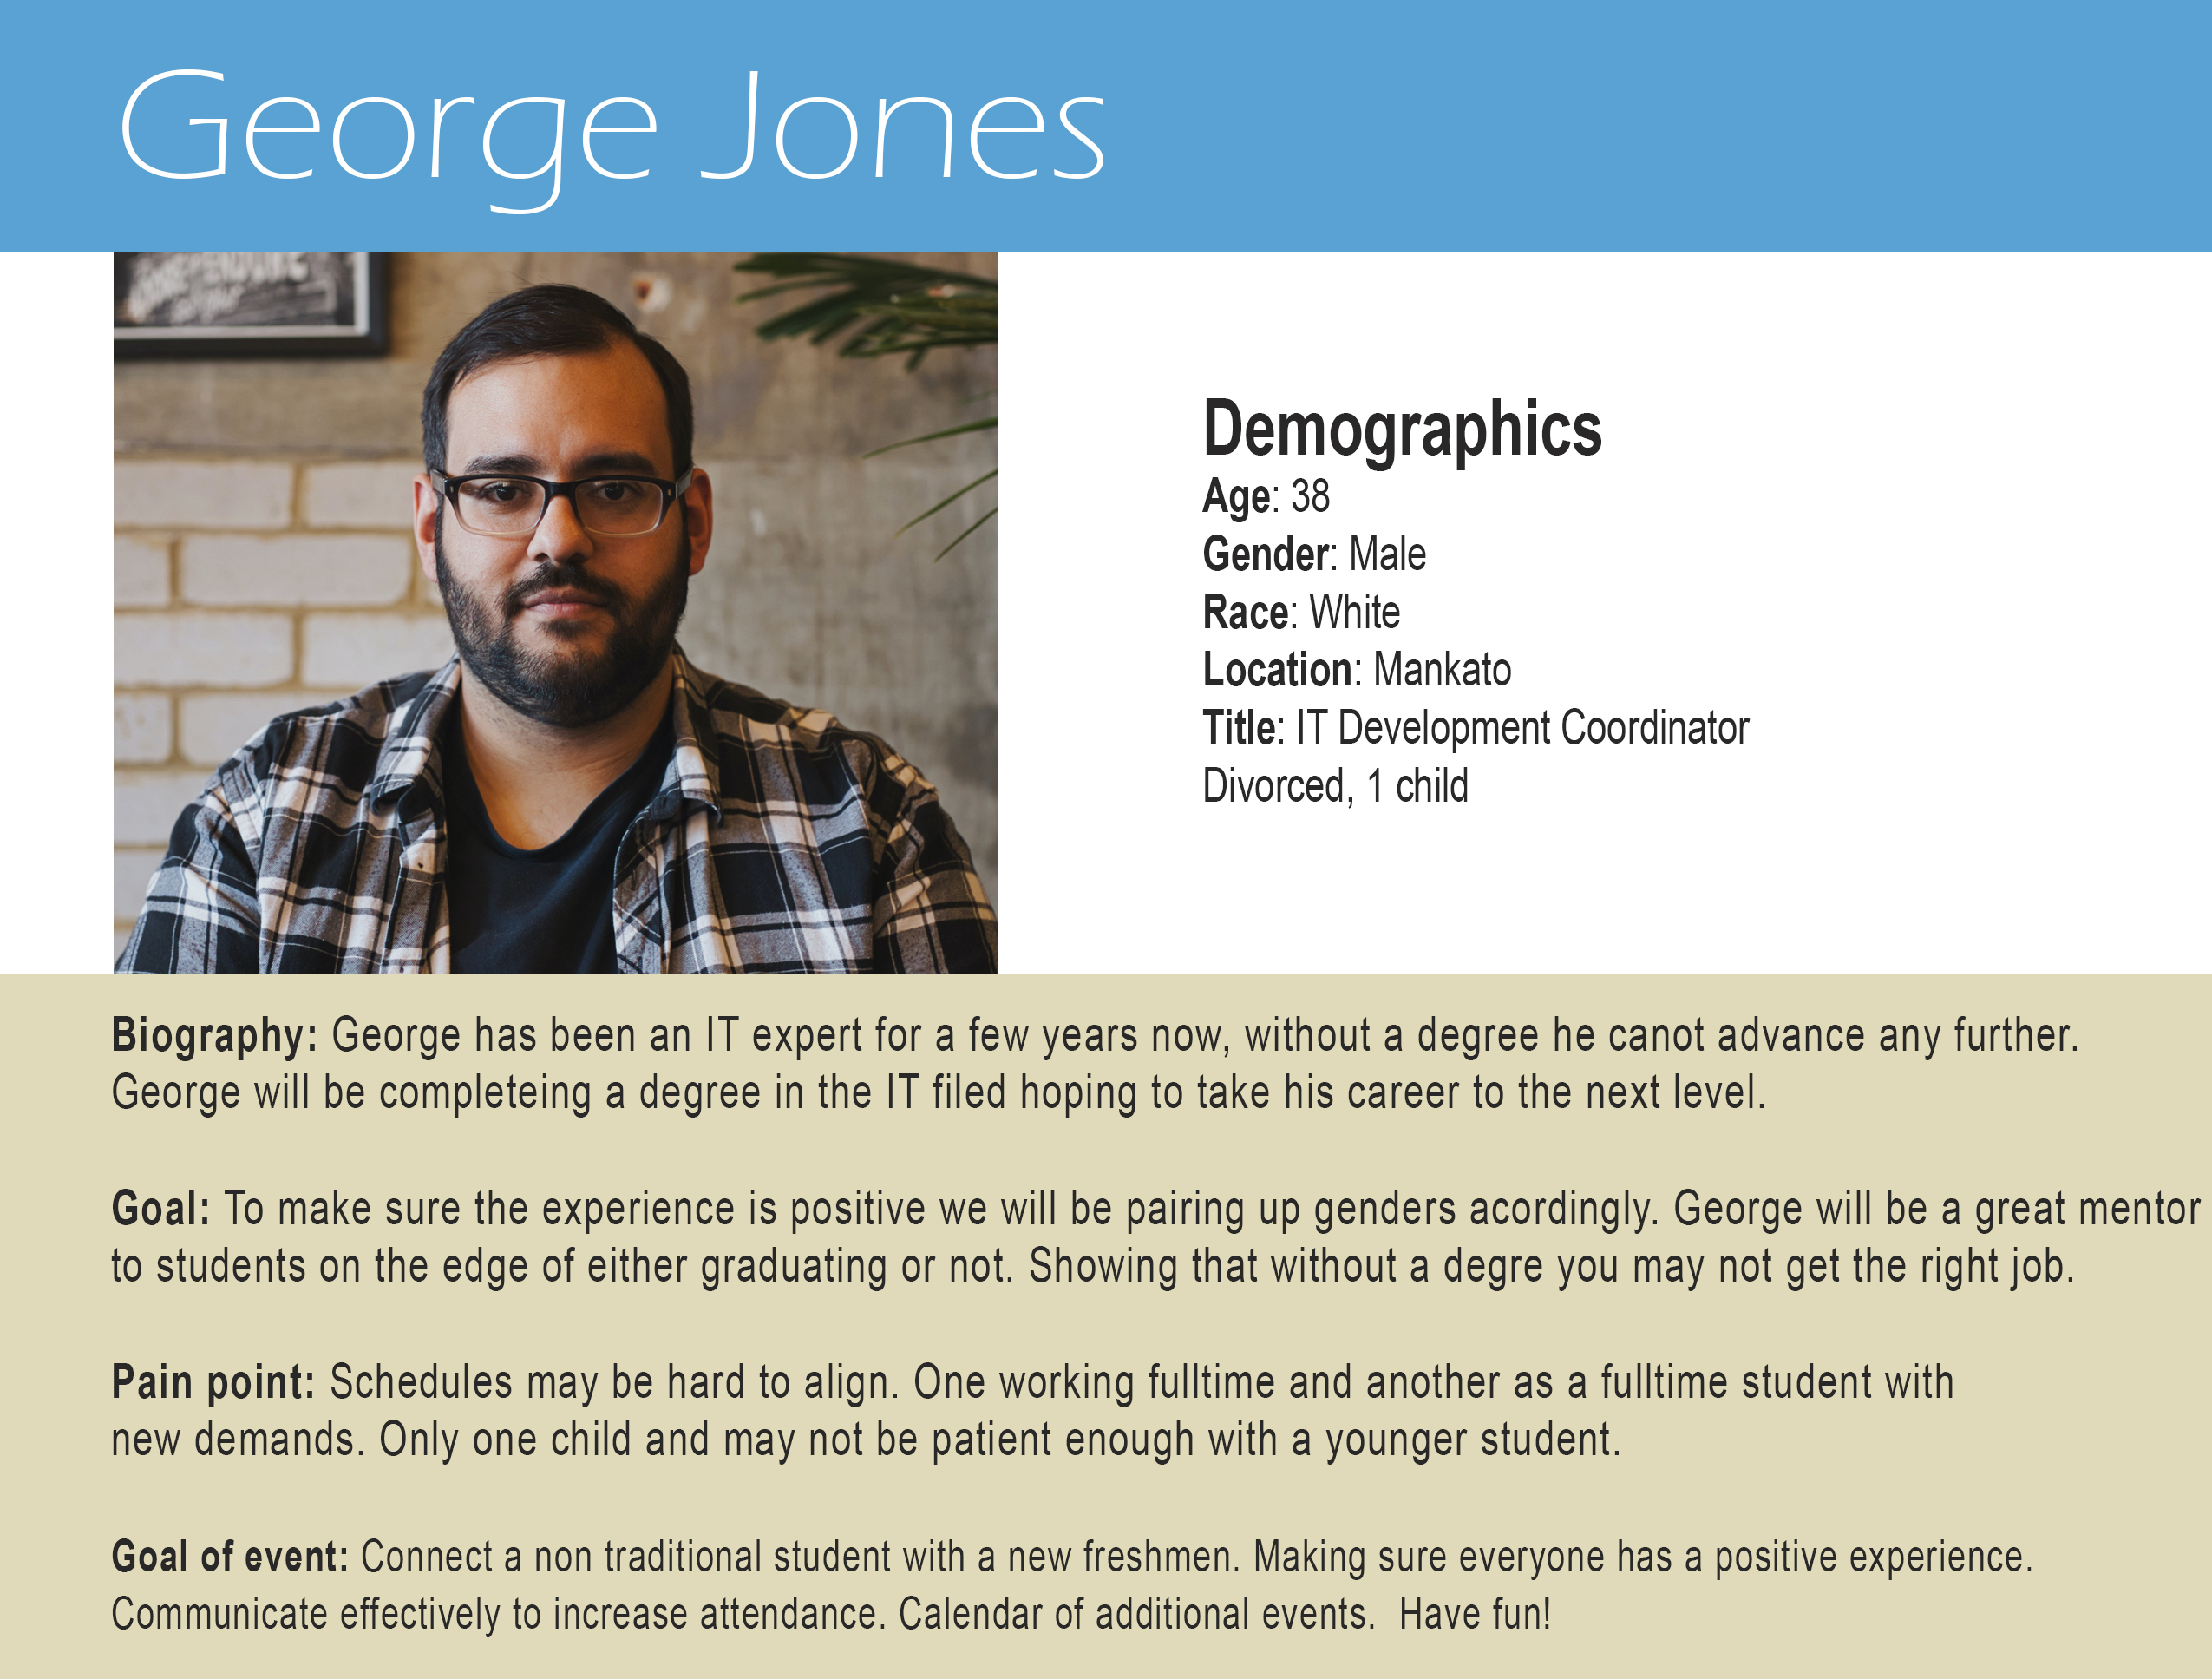 George Jones
Demographics
Age: 38
Gender: Male
Race: White
Location: Mankato
Title: IT Development Coordinator
Divorced, 1 child
Biography: George has been an IT expert for a few years now, without a degree he canot advance any further.
George will be completeing a degree in the IT filed hoping to take his career to the next level.
Goal: To make sure the experience is positive we will be pairing up genders acordingly. George will be a great mentor
to students on the edge of either graduating or not. Showing that without a degre you may not get the right job.
Pain point: Schedules may be hard to align. One working fulltime and another as a fulltime student with
new demands. Only one child and may not be patient enough with a younger student.
Goal of event: Connect a non traditional student with a new freshmen. Making sure everyone has a positive experience.
Communicate effectively to increase attendance. Calendar of additional events.  Have fun!